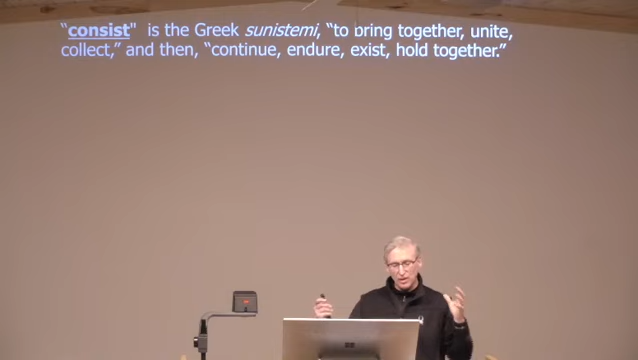 “consist" is the Greek sunistemi, “to bring together, unite,
collect,” and then, “continue, endure, exist, hold together.”